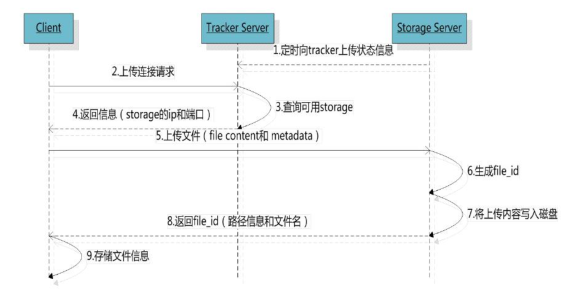 Client
Tracker Server
Storage Server
1.定时向tracker上传状态信息
2.上传连接请求
3.查询可用storage
4.返回信息（storage的ip和端口）
5.上传文件（file content和 metadata）
6.生成file_id
7.将上传内容写入磁盘
8.返回file_id（路径信息和文件名）
9.存储文件信息